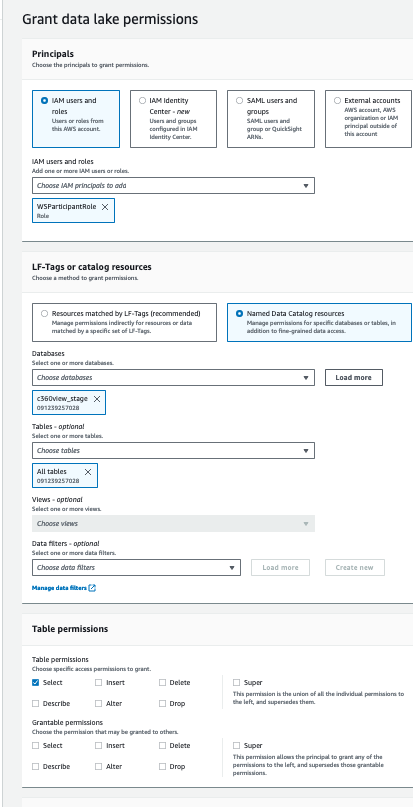 Grant data lake permissions
Principals
Choose the principals to grant permissions.
IAM users and roles
Users or roles from this AWS account.
IAM Identity Center - new
Users and groups configured in IAM Identity Center.
SAML users and groups
SAML users and group or QuickSight ARNs.
External accounts
AWS account, AWS organization or IAM principal outside of this account
IAM users and roles
Add one or more IAM users or roles.
Choose IAM principals to add
WSParticipantRole
Role
LF-Tags or catalog resources
Choose a method to grant permissions.
Resources matched by LF-Tags (recommended)
Manage permissions indirectly for resources or data matched by a specific set of LF-Tags.
Named Data Catalog resources
Manage permissions for specific databases or tables, in addition to fine-grained data access.
Databases
Select one or more databases.
Choose databases
Load more
c360view_stage
091239257028
Tables - optional
Select one or more tables.
Choose tables
All tables
091239257028
Views - optional
Select one or more views.
Choose views
Data filters - optional
Select one or more data filters.
Choose data filters
Load more
Create new
Manage data filters
Table permissions
Table permissions
Choose specific access permissions to grant.
Select
Insert
Delete
Super
This permission is the union of all the individual permissions to the left, and supersedes them.
Describe
Alter
Drop
Grantable permissions
Choose the permission that may be granted to others.
Select
Insert
Delete
Super
This permission allows the principal to grant any of the permissions to the left, and supersedes those grantable permissions.
Describe
Alter
Drop